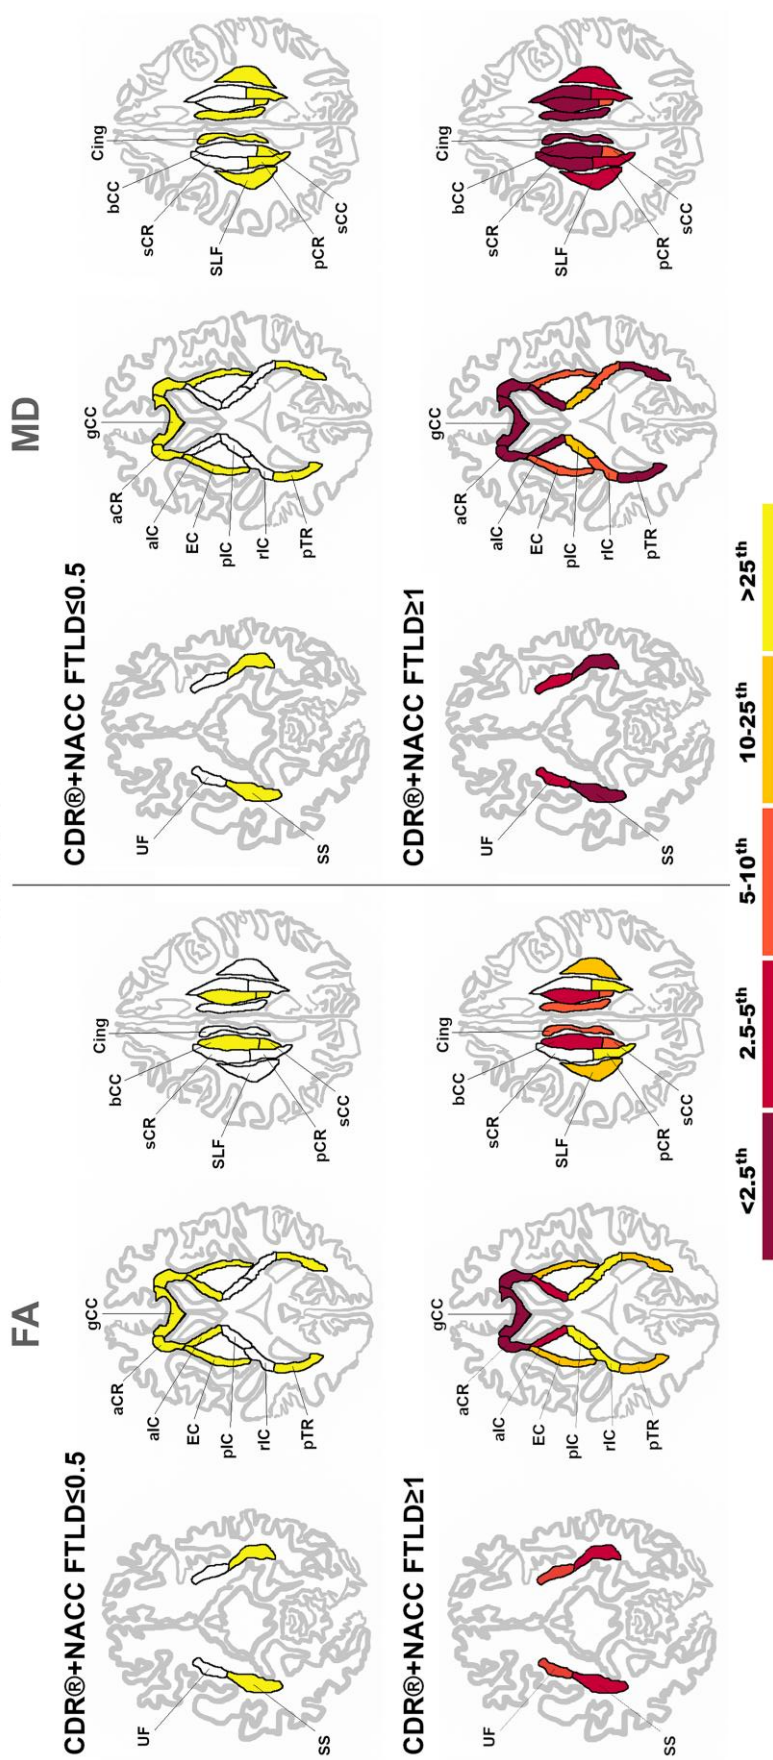 FA
MD
CDR®+NACC FTLD≤0.5
UF
SS
gCC
aCR
aIC
EC
pIC
rIC
pTR
Cing
bCC
sCR
SLF
pCR
sCC
CDR®+NACC FTLD≤0.5
UF
SS
gCC
aCR
aIC
EC
pIC
rIC
pTR
Cing
bCC
sCR
SLF
pCR
sCC
CDR®+NACC FTLD≥1
UF
SS
gCC
aCR
aIC
EC
pIC
rIC
pTR
Cing
bCC
sCR
SLF
pCR
sCC
CDR®+NACC FTLD≥1
UF
SS
gCC
aCR
aIC
EC
pIC
rIC
pTR
Cing
bCC
sCR
SLF
pCR
sCC
<2.5th 2.5-5th 5-10th 10-25th >25th